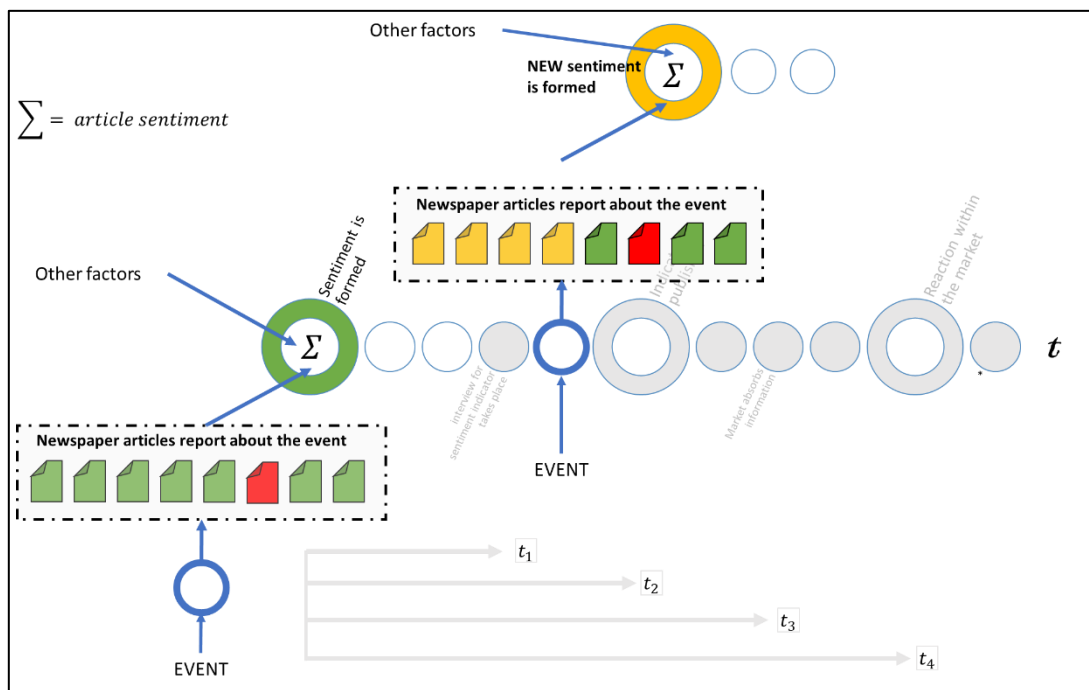 Other factors
NEW sentiment
is formed
Σ
∑ = article sentiment
Newspaper articles report about the event
Sentiment is
formed
Other factors
Σ
Indicator
publish
Reaction within
the market
t
interview for
sentiment indicator
takes place
Market absorbs
information
*
EVENT
Newspaper articles report about the event
t₁
t₂
t₃
t₄
EVENT